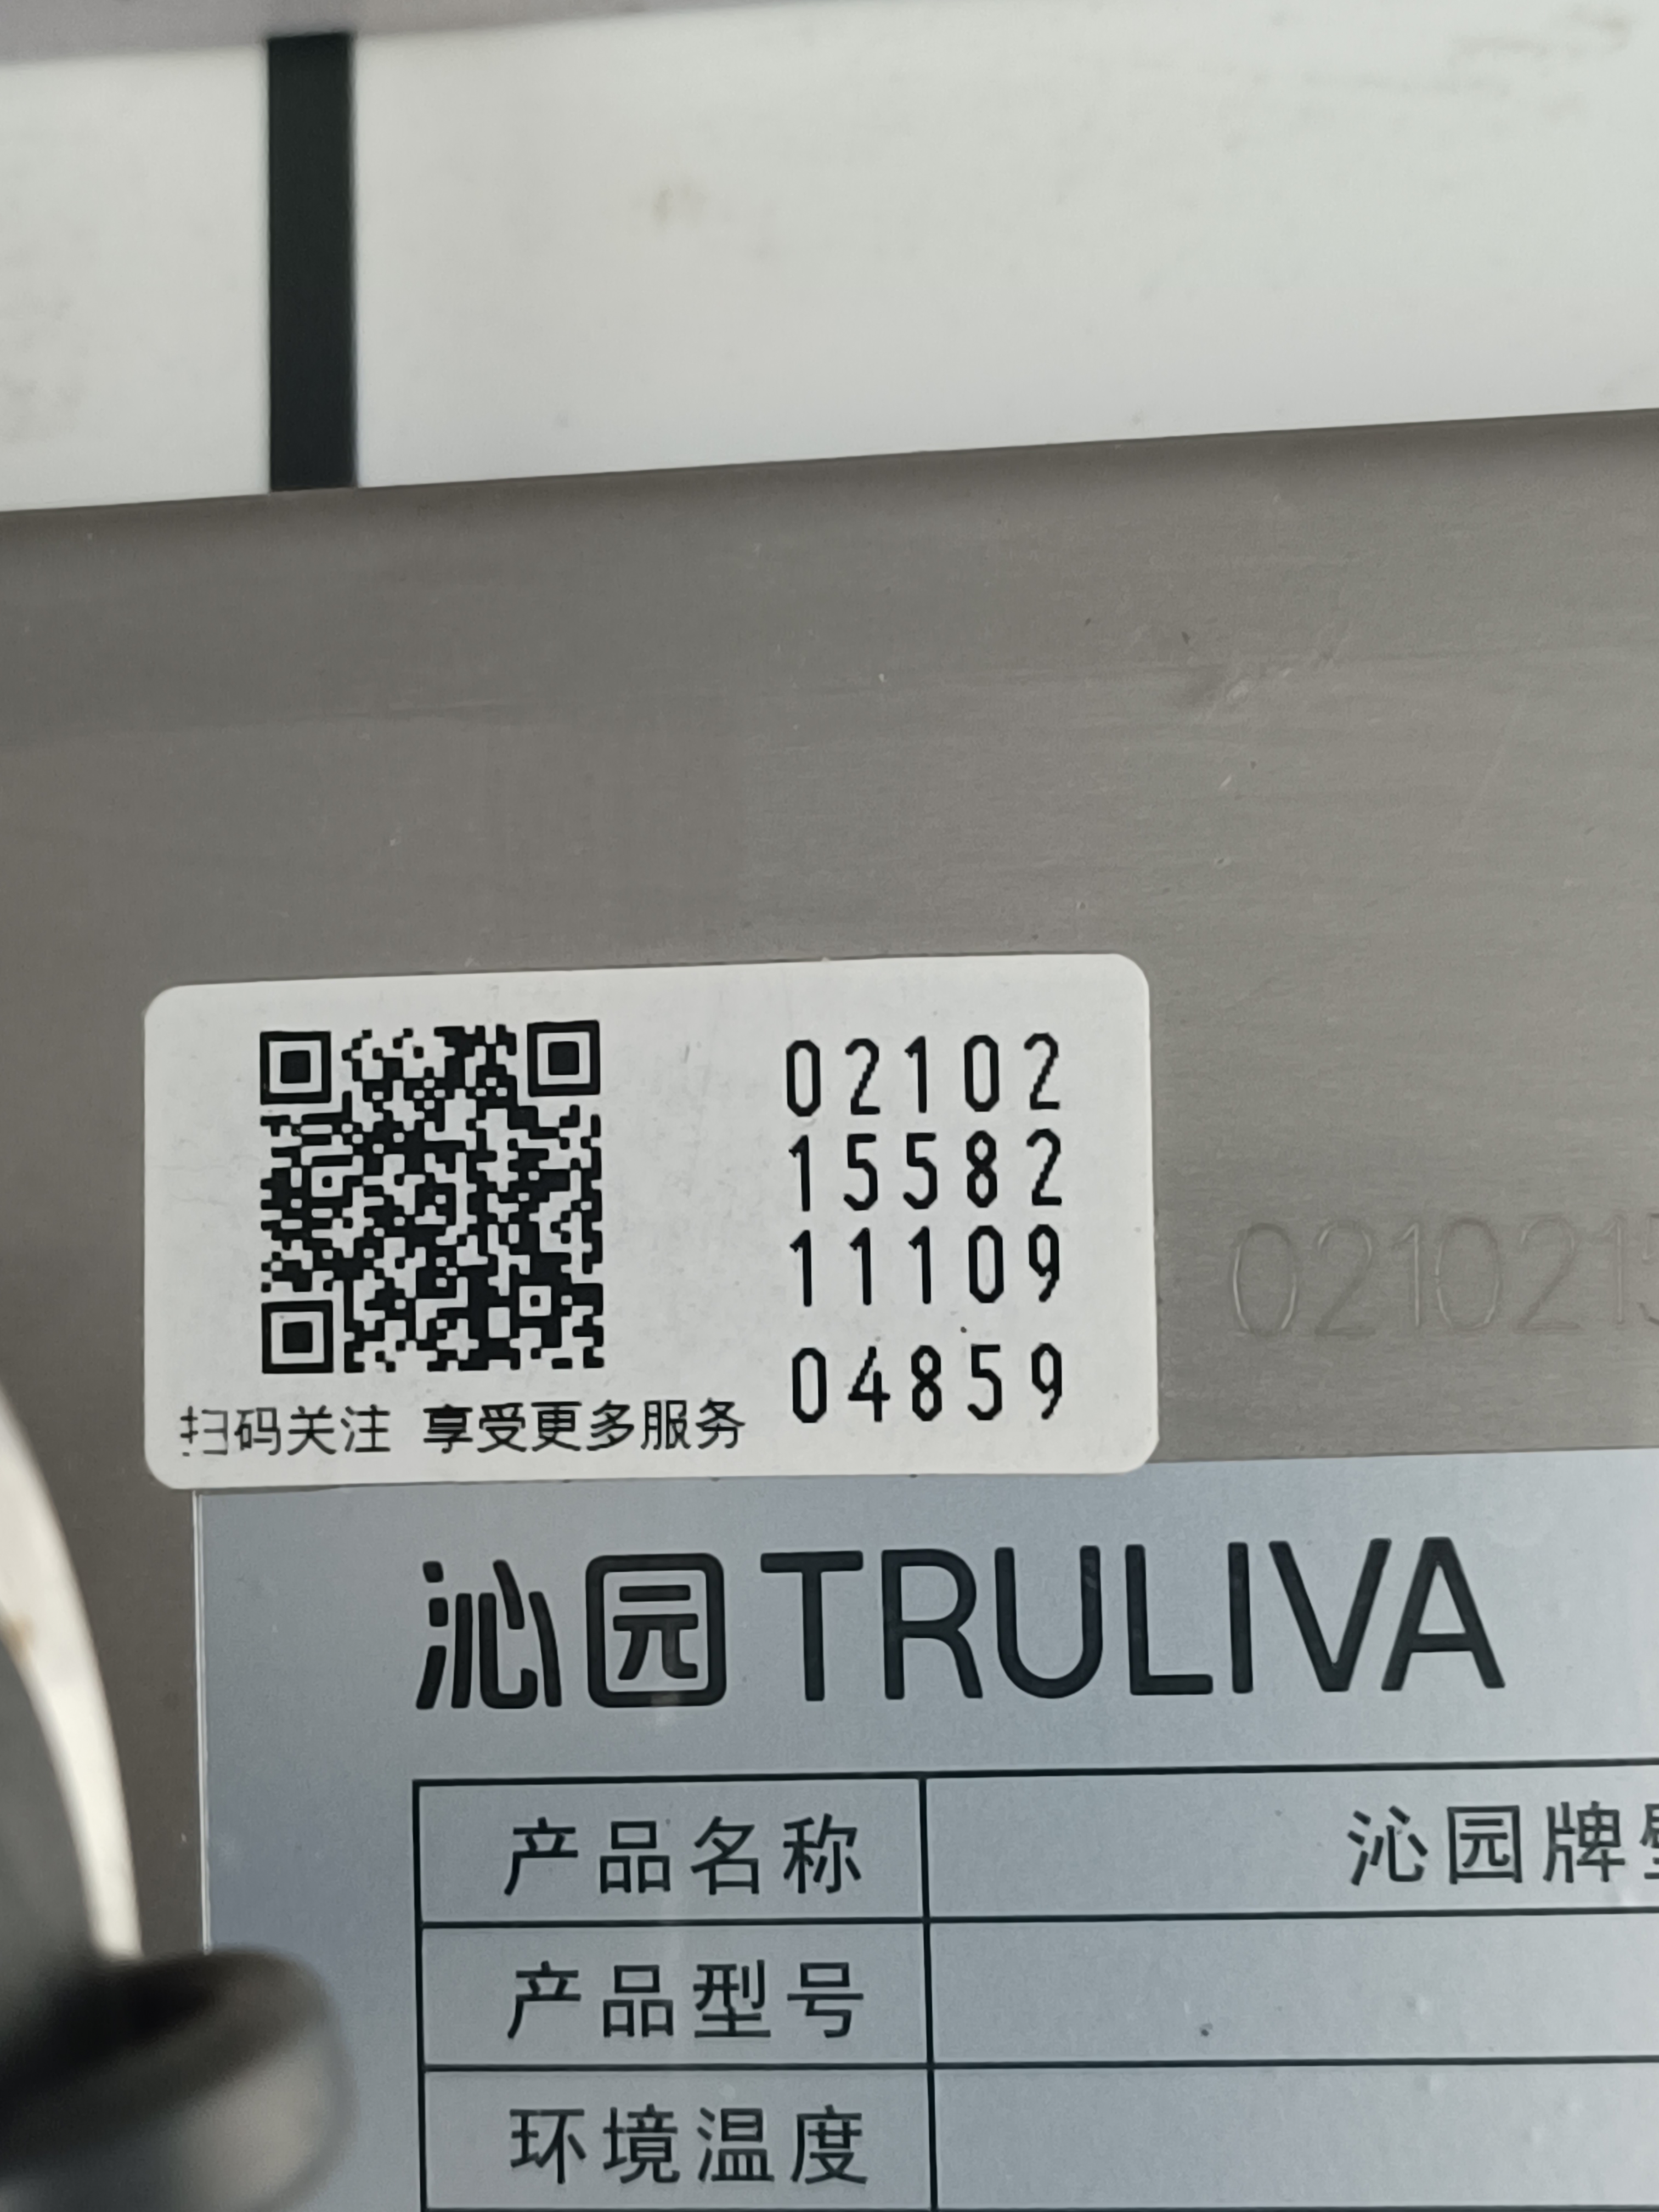 02102
15582
11109
04859
扫码关注 享受更多服务
021021
沁园TRULIVA
产品名称 沁园牌
产品型号
环境温度